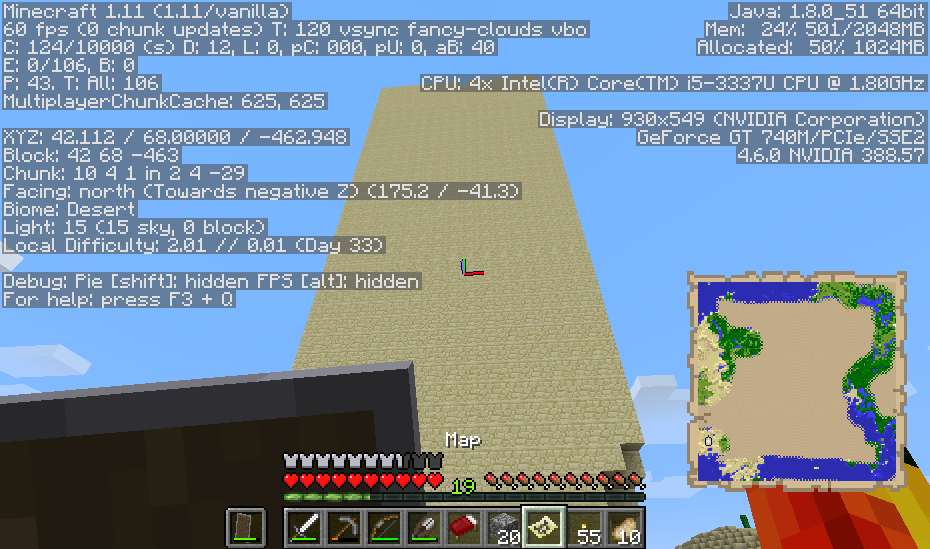 Minecraft 1.11 (1.11/vanilla)
60 fps (0 chunk updates) T: 120 vsync fancy-clouds vbo
C: 124/10000 (s) D: 12, L: 0, pC: 000, pU: 0, aB: 40
E: 0/106, B: 0
P: 43. T: All: 106
MultiplayerChunkCache: 625, 625
XYZ: 42.112 / 68.00000 / -462.948
Block: 42 68 -463
Chunk: 10 4 1 in 2 4 -29
Facing: north (Towards negative Z) (175.2 / -41.3)
Biome: Desert
Light: 15 (15 sky, 0 block)
Local Difficulty: 2.01 // 0.01 (Day 33)
Debug: Pie [shift]: hidden FPS [alt]: hidden
For help: press F3 + Q
Java: 1.8.0_51 64bit
Mem: 24% 501/2048MB
Allocated: 50% 1024MB
CPU: 4x Intel(R) Core(TM) i5-3337U CPU @ 1.80GHz
Display: 930x549 (NVIDIA Corporation)
GeForce GT 740M/PCIe/SSE2
4.6.0 NVIDIA 388.57
Map
19
20
55
10